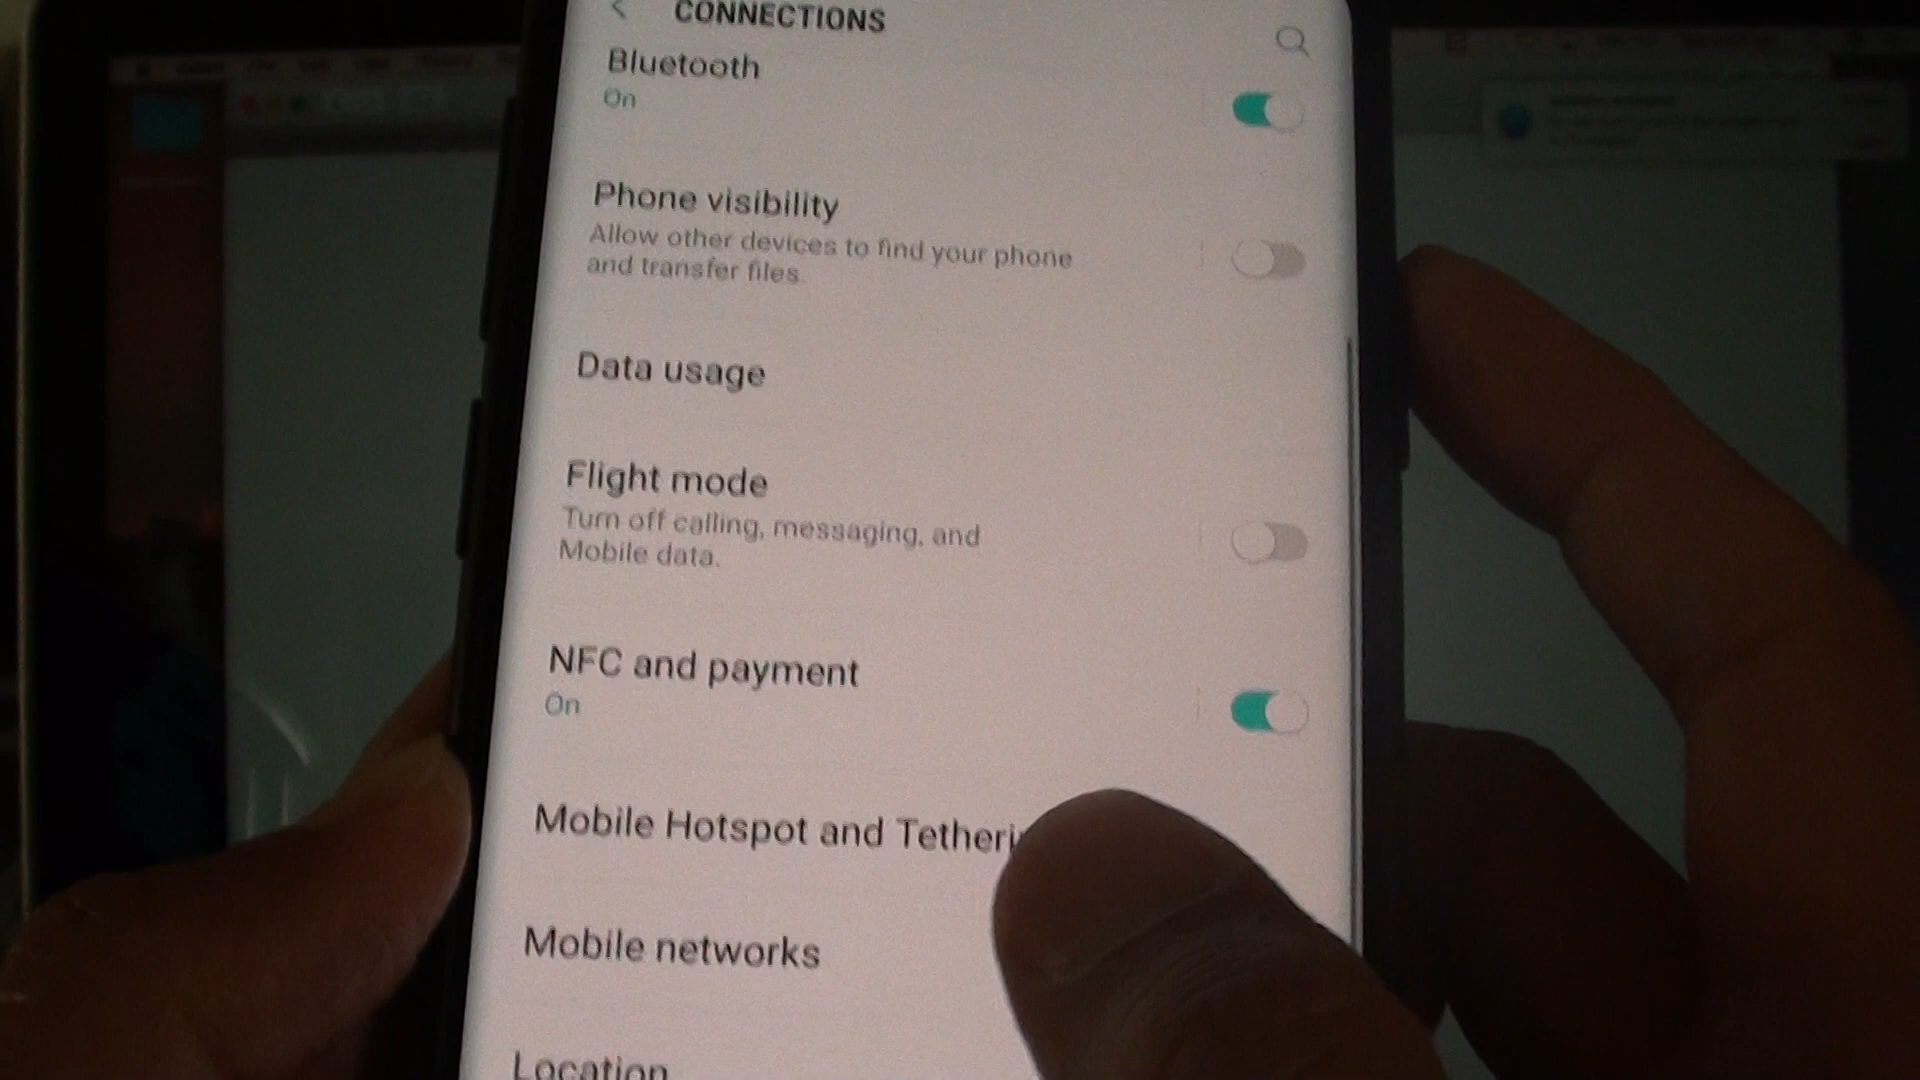 CONNECTIONS
Bluetooth
On
Phone visibility
Allow other devices to find your phone
and transfer files.
Data usage
Flight mode
Turn off calling, messaging, and
Mobile data.
NFC and payment
On
Mobile Hotspot and Tetheri
Mobile networks
Location